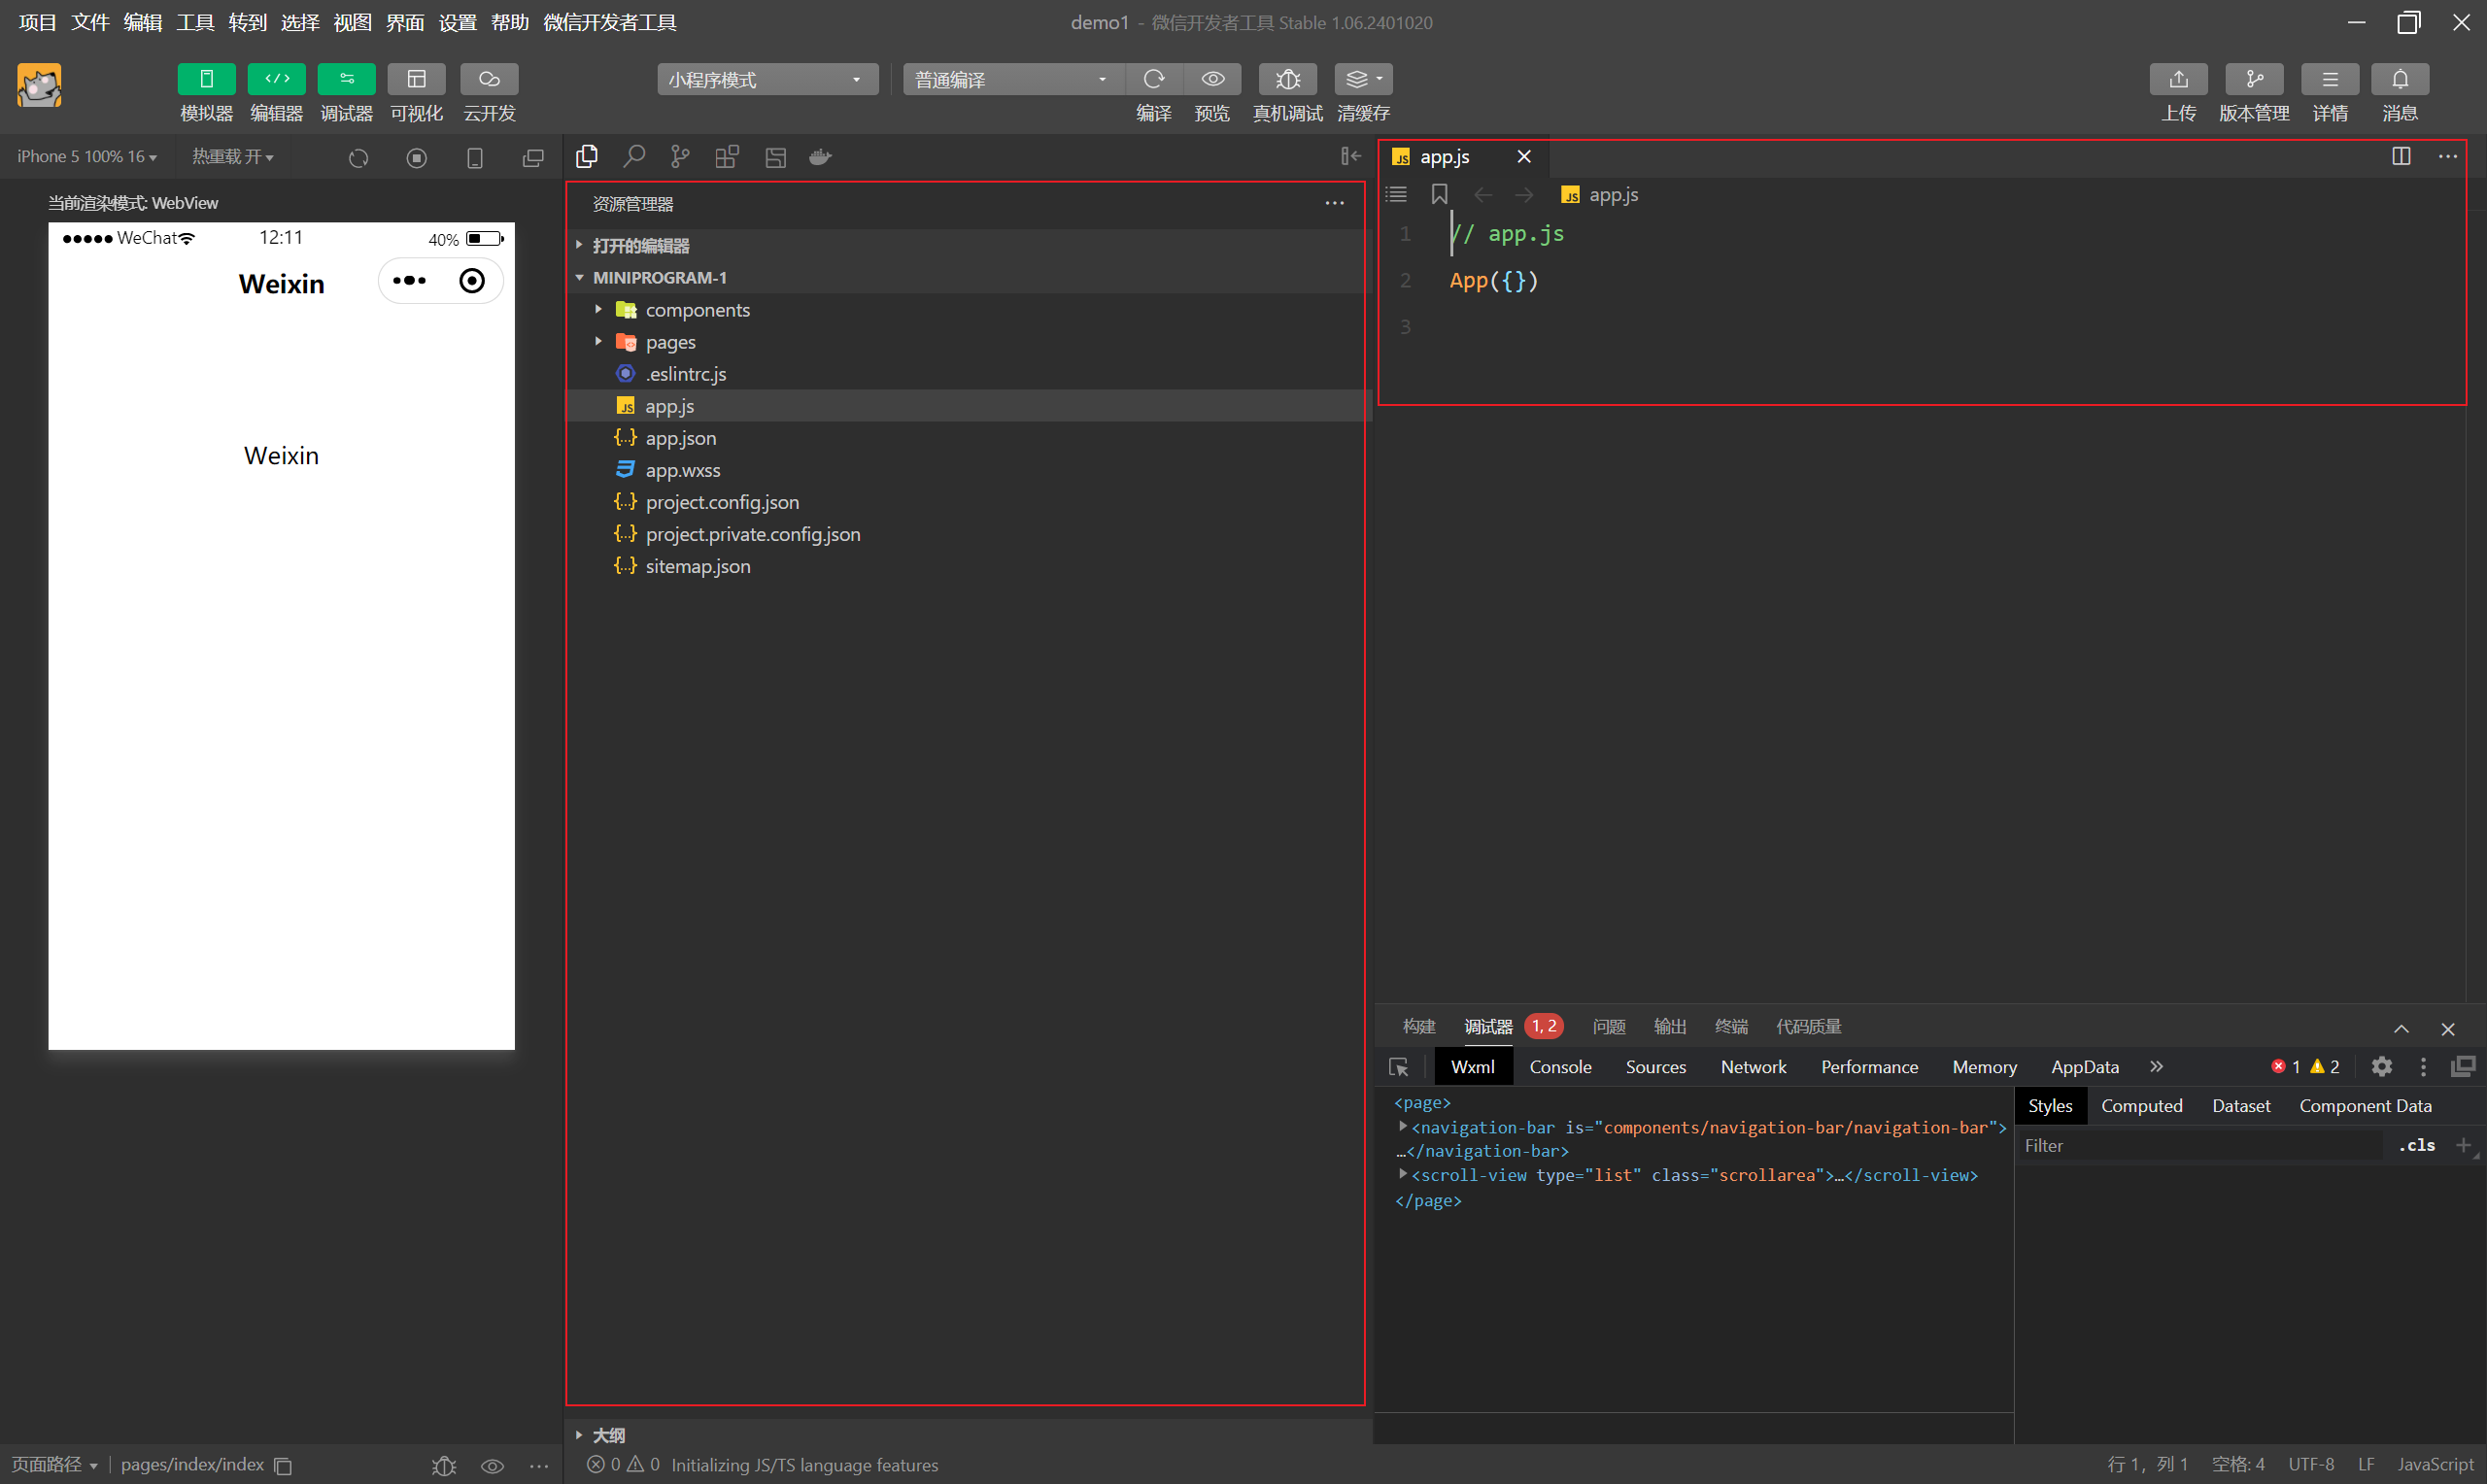 项目 文件 编辑 工具 转到 选择 视图 界面 设置 帮助 微信开发者工具
demo1 - 微信开发者工具 Stable 1.06.2401020
模拟器 编辑器 调试器 可视化 云开发
小程序模式
普通编译
编译 预览 真机调试 清缓存
上传 版本管理 详情 消息
iPhone 5 100% 16
热重载 开
当前渲染模式: WebView
WeChat 12:11 40%
Weixin
Weixin
资源管理器
打开的编辑器
MINIPROGRAM-1
components
pages
.eslintrc.js
JS app.js
{..} app.json
app.wxss
{..} project.config.json
{..} project.private.config.json
{..} sitemap.json
大纲
JS app.js
JS app.js
1 // app.js
2 App({})
3
构建 调试器 1, 2 问题 输出 终端 代码质量
Wxml Console Sources Network Performance Memory AppData » 1 2
<page>
<navigation-bar is="components/navigation-bar/navigation-bar">
…</navigation-bar>
<scroll-view type="list" class="scrollarea">…</scroll-view>
</page>
Styles Computed Dataset Component Data
Filter .cls +
页面路径 pages/index/index
0 0 Initializing JS/TS language features
行 1，列 1 空格: 4 UTF-8 LF JavaScript